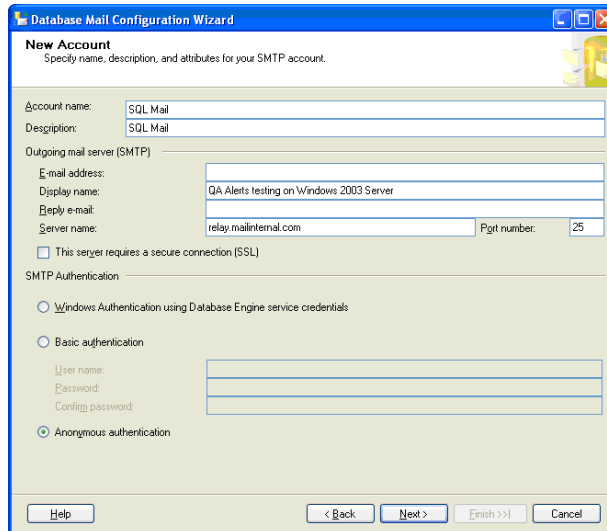 Database Mail Configuration Wizard
New Account
Specify name, description, and attributes for your SMTP account.
Account name: SQL Mail
Description: SQL Mail
Outgoing mail server (SMTP)
E-mail address:
Display name: QA Alerts testing on Windows 2003 Server
Reply e-mail:
Server name: relay.mailinternal.com Port number: 25
This server requires a secure connection (SSL)
SMTP Authentication
Windows Authentication using Database Engine service credentials
Basic authentication
User name:
Password:
Confirm password:
Anonymous authentication
Help < Back Next > Finish >>| Cancel